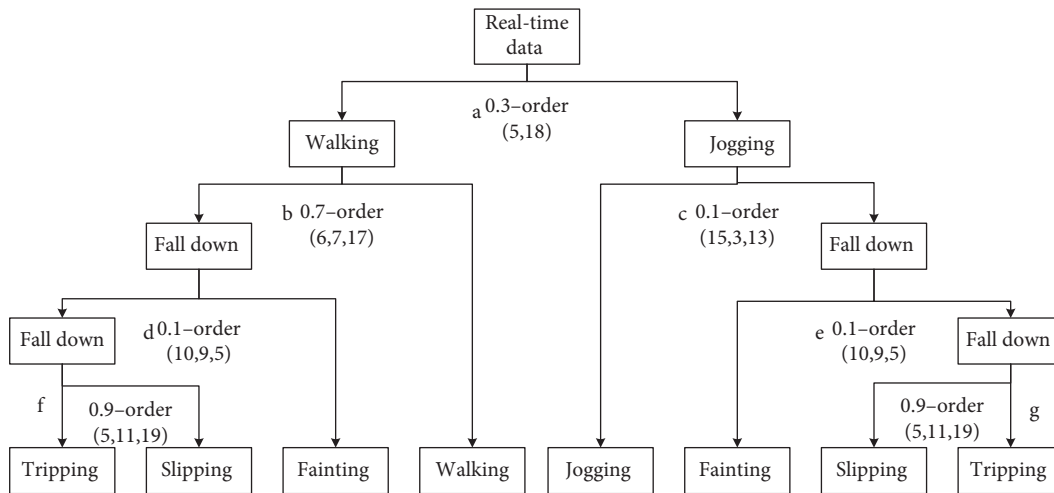 Real-time
data
a 0.3–order
(5,18)
Walking
Jogging
b 0.7–order
(6,7,17)
c 0.1–order
(15,3,13)
Fall down
Fall down
Fall down
d 0.1–order
(10,9,5)
e 0.1–order
(10,9,5)
Fall down
f
0.9–order
(5,11,19)
0.9–order
(5,11,19)
g
Tripping
Slipping
Fainting
Walking
Jogging
Fainting
Slipping
Tripping